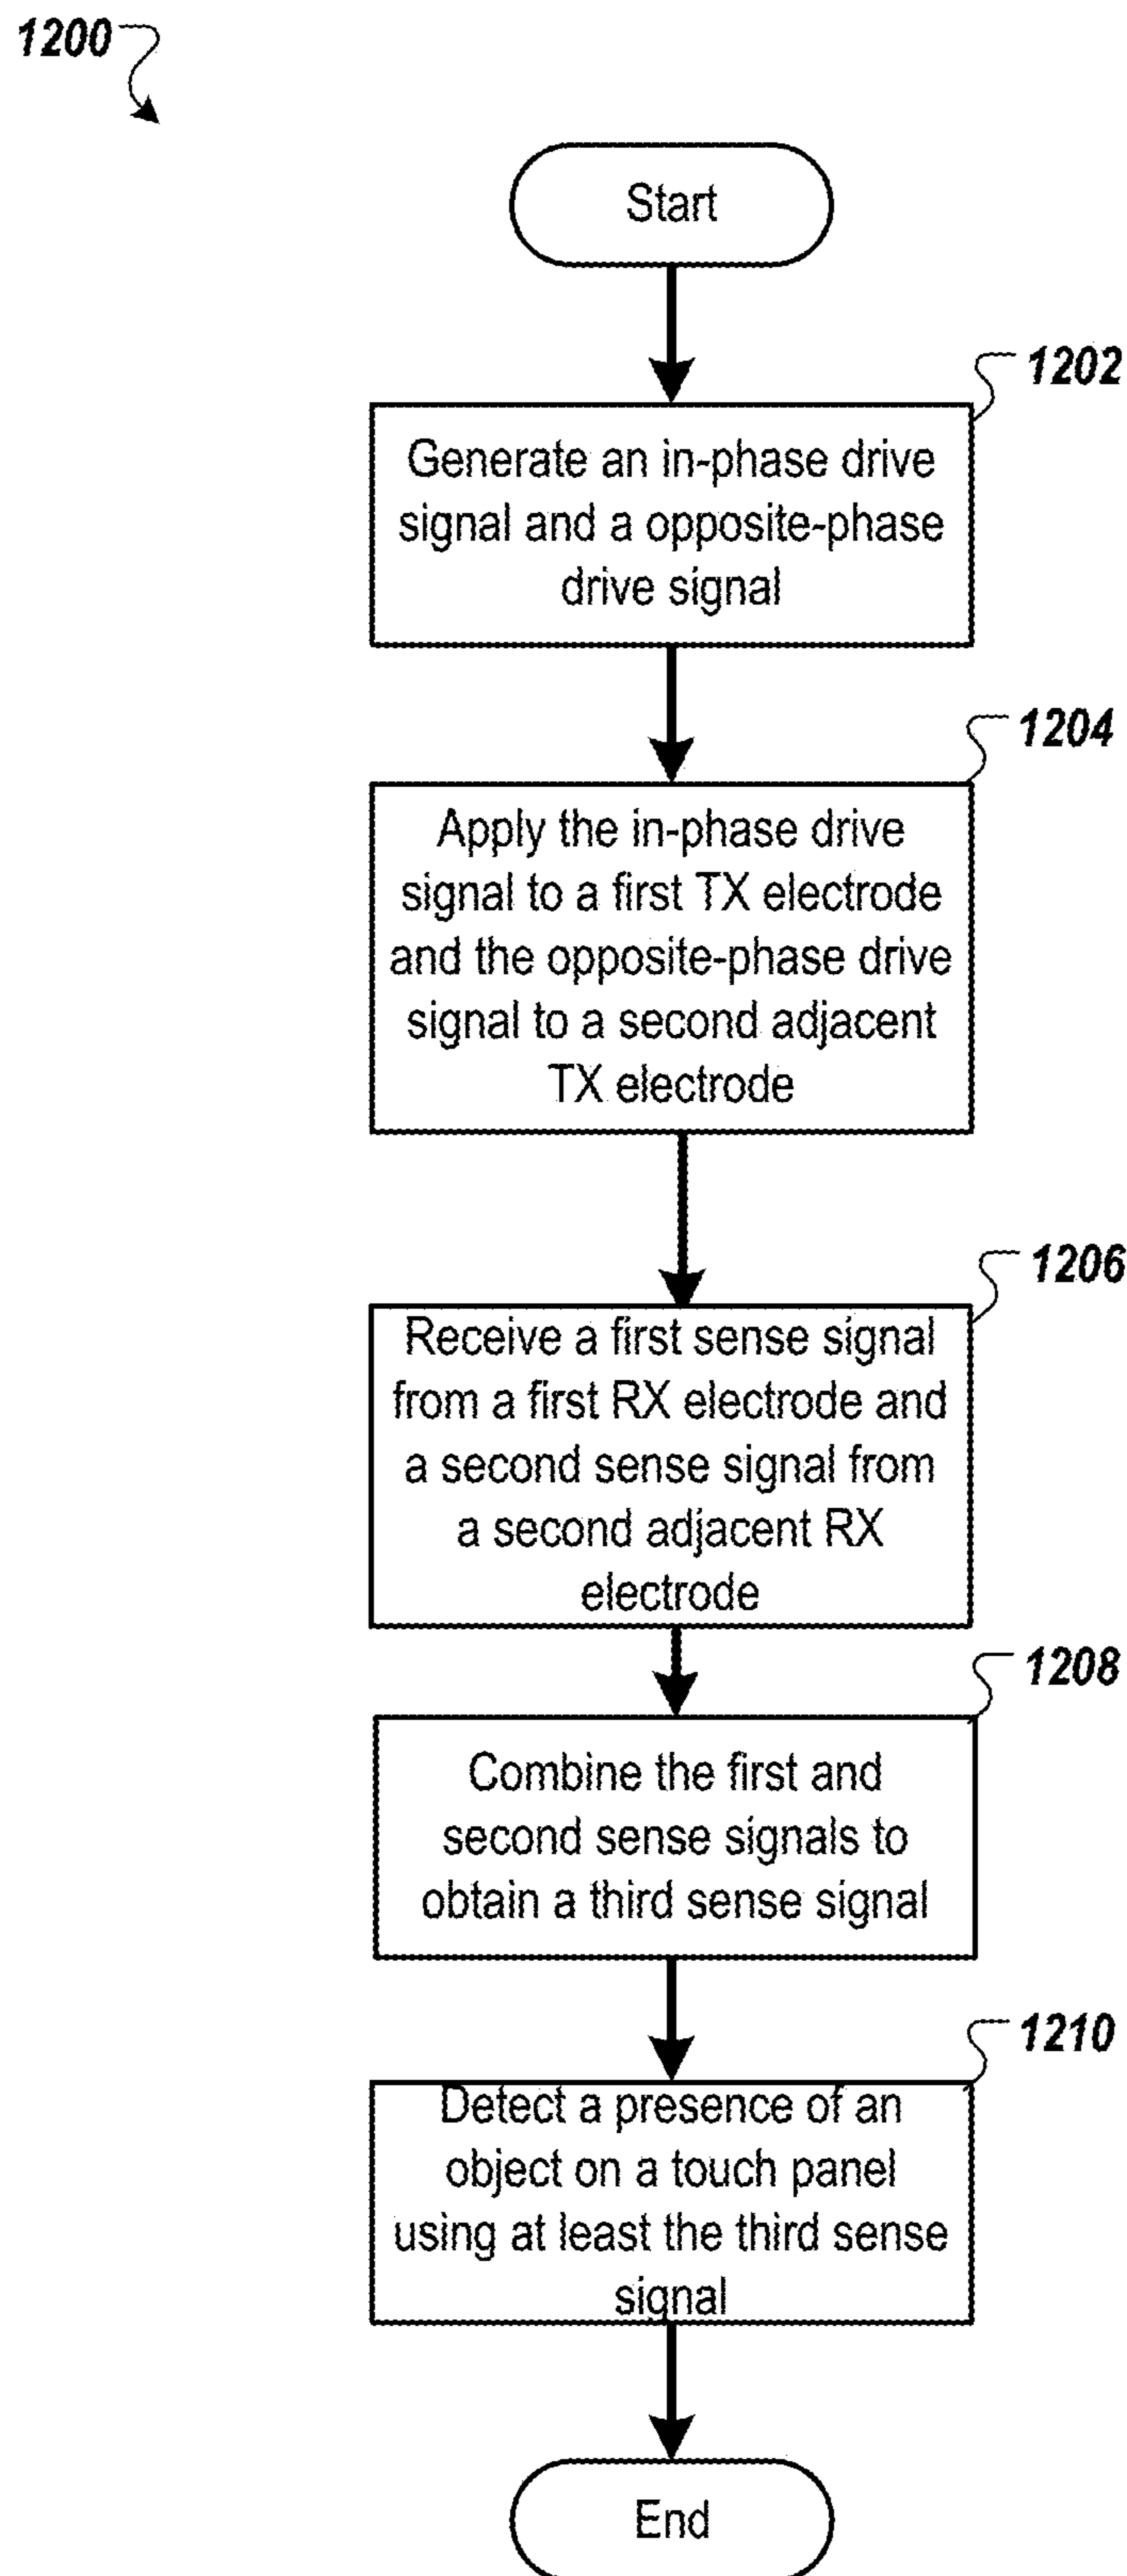 1200
Start
1202
Generate an in-phase drive
signal and a opposite-phase
drive signal
1204
Apply the in-phase drive
signal to a first TX electrode
and the opposite-phase drive
signal to a second adjacent
TX electrode
1206
Receive a first sense signal
from a first RX electrode and
a second sense signal from
a second adjacent RX
electrode
1208
Combine the first and
second sense signals to
obtain a third sense signal
1210
Detect a presence of an
object on a touch panel
using at least the third sense
signal
End